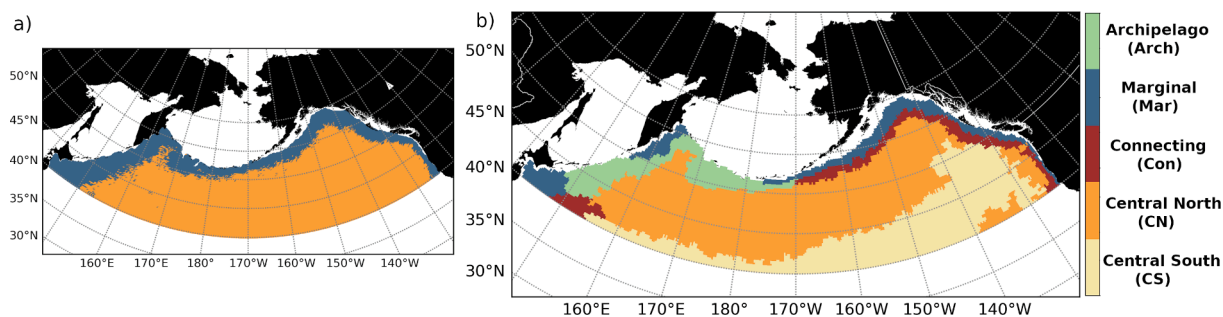 a)
50°N
45°N
40°N
35°N
30°N
160°E
170°E
180°
170°W
160°W
150°W
140°W
b)
50°N
45°N
40°N
35°N
30°N
160°E
170°E
180°
170°W
160°W
150°W
140°W
Archipelago
(Arch)
Marginal
(Mar)
Connecting
(Con)
Central North
(CN)
Central South
(CS)